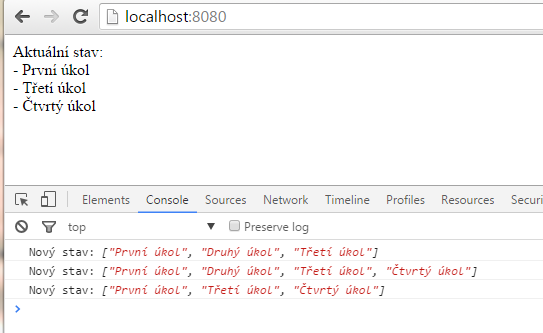 localhost:8080
Aktuální stav:
- První úkol
- Třetí úkol
- Čtvrtý úkol
Elements Console Sources Network Timeline Profiles Resources Securi
top Preserve log
Nový stav: ["První úkol", "Druhý úkol", "Třetí úkol"]
Nový stav: ["První úkol", "Druhý úkol", "Třetí úkol", "Čtvrtý úkol"]
Nový stav: ["První úkol", "Třetí úkol", "Čtvrtý úkol"]